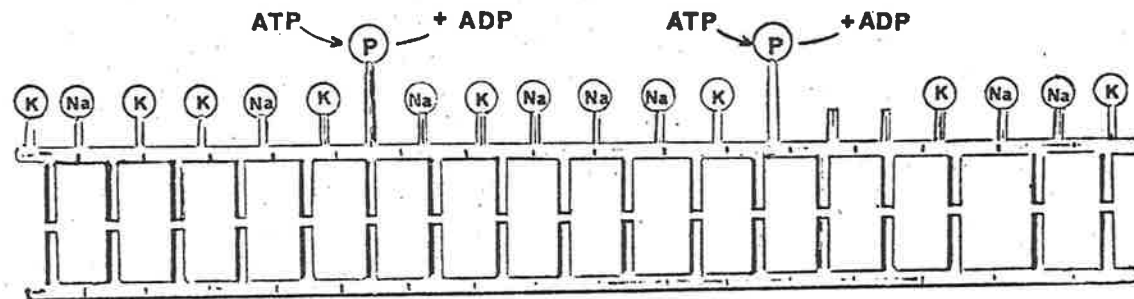 ATP + ADP ATP + ADP
P P
K Na K K Na K Na K Na Na Na K K Na Na K